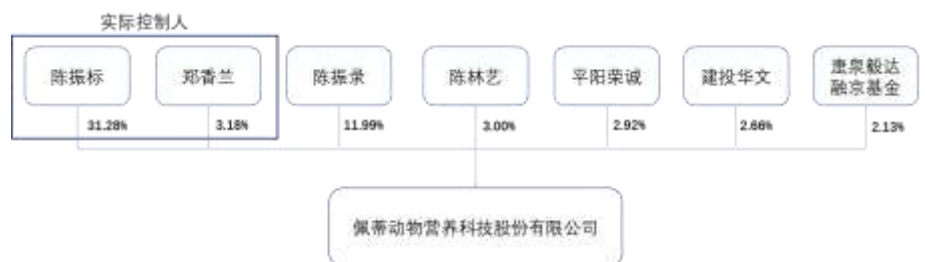 实际控制人
陈振标
郑香兰
陈振录
陈林艺
平阳荣诚
建投华文
康泉毅达
融京基金
31.28%
3.18%
11.99%
3.00%
2.92%
2.66%
2.13%
佩蒂动物营养科技股份有限公司